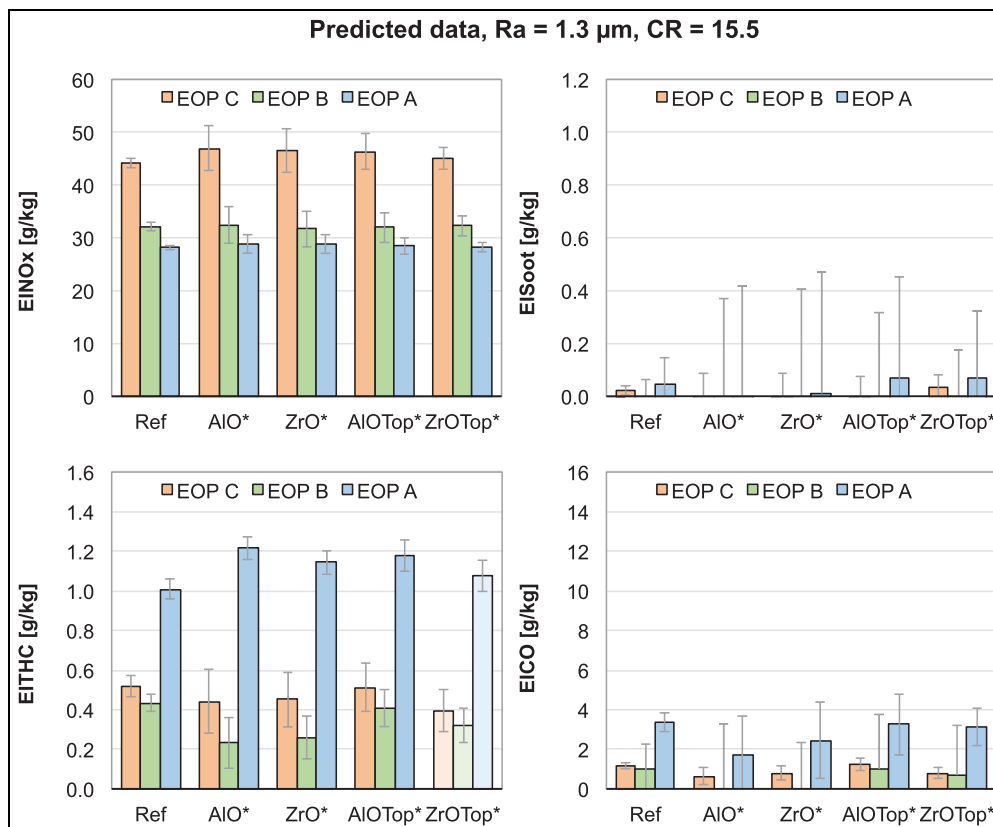 Predicted data, Ra = 1.3 µm, CR = 15.5
EINOx [g/kg]
60
50
40
30
20
10
0
EOP C EOP B EOP A
Ref AlO* ZrO* AlOTop* ZrOTop*
EISoot [g/kg]
1.2
1.0
0.8
0.6
0.4
0.2
0.0
EOP C EOP B EOP A
Ref AlO* ZrO* AlOTop* ZrOTop*
EITHC [g/kg]
1.6
1.4
1.2
1.0
0.8
0.6
0.4
0.2
0.0
EOP C EOP B EOP A
Ref AlO* ZrO* AlOTop* ZrOTop*
EICO [g/kg]
16
14
12
10
8
6
4
2
0
EOP C EOP B EOP A
Ref AlO* ZrO* AlOTop* ZrOTop*